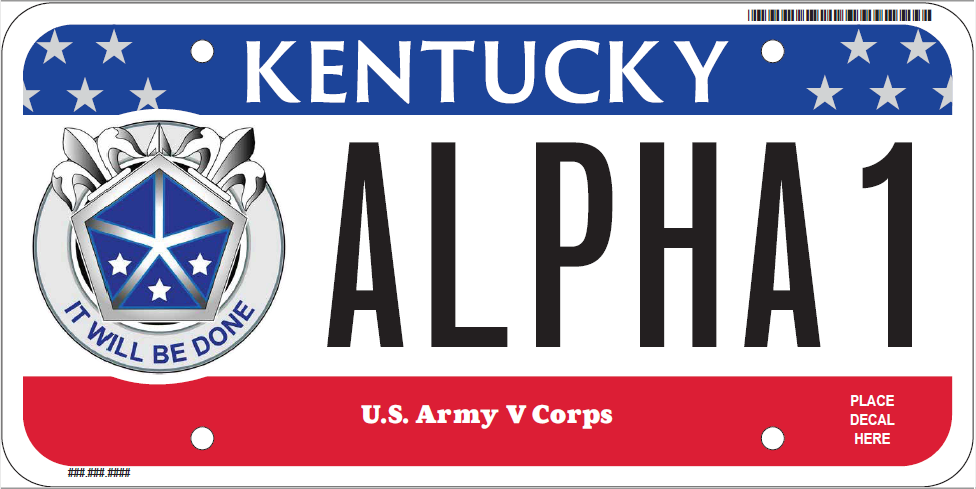 KENTUCKY
ALPHA1
IT WILL BE DONE
U.S. Army V Corps
PLACE
DECAL
HERE
###.###.####